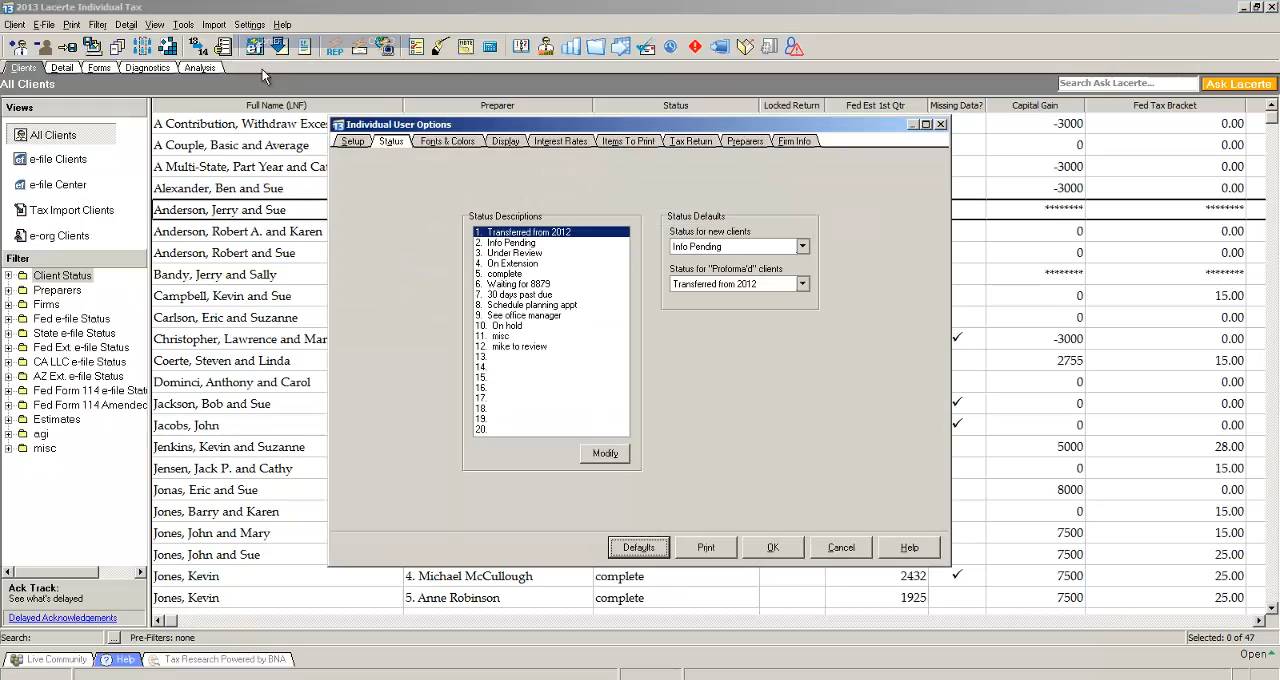 2013 Lacerte Individual Tax
Client E-File Print Filter Detail View Tools Import Settings Help
REP
Clients Detail Forms Diagnostics Analysis
All Clients
Search Ask Lacerte... Ask Lacerte
Views
All Clients
e-file Clients
e-file Center
Tax Import Clients
e-org Clients
Filter
Client Status
Preparers
Firms
Fed e-file Status
State e-file Status
Fed Ext. e-file Status
CA LLC e-file Status
AZ Ext. e-file Status
Fed Form 114 e-file Stat
Fed Form 114 Amended
Estimates
agi
misc
Ack Track:
See what's delayed
Delayed Acknowledgements
Full Name (LNF) Preparer Status Locked Return Fed Est 1st Qtr Missing Data? Capital Gain Fed Tax Bracket
A Contribution, Withdraw Exce -3000 0.00
A Couple, Basic and Average 0 0.00
A Multi-State, Part Year and Cat -3000 0.00
Alexander, Ben and Sue -3000 0.00
Anderson, Jerry and Sue ******** ********
Anderson, Robert A. and Karen 0 0.00
Anderson, Robert and Sue 0 0.00
Bandy, Jerry and Sally ******** ********
Campbell, Kevin and Sue 0 15.00
Carlson, Eric and Suzanne 0 0.00
Christopher, Lawrence and Mar -3000 0.00
Coerte, Steven and Linda 2755 15.00
Dominci, Anthony and Carol 0 0.00
Jackson, Bob and Sue 0 0.00
Jacobs, John 0 0.00
Jenkins, Kevin and Suzanne 5000 28.00
Jensen, Jack P. and Cathy 0 15.00
Jonas, Eric and Sue 8000 0.00
Jones, Barry and Karen 0 15.00
Jones, John and Mary 7500 15.00
Jones, John and Sue 7500 25.00
Jones, Kevin 4. Michael McCullough complete 2432 7500 25.00
Jones, Kevin 5. Anne Robinson complete 1925 7500 25.00
Individual User Options
Setup Status Fonts & Colors Display Interest Rates Items To Print Tax Return Preparers Firm Info
Status Descriptions
1. Transferred from 2012
2. Info Pending
3. Under Review
4. On Extension
5. complete
6. Waiting for 8879
7. 30 days past due
8. Schedule planning appt
9. See office manager
10. On hold
11. misc
12. mike to review
13.
14.
15.
16.
17.
18.
19.
20.
Modify
Status Defaults
Status for new clients
Info Pending
Status for "Proforma'd" clients
Transferred from 2012
Defaults Print OK Cancel Help
Search: ... Pre-Filters: none Selected: 0 of 47
Live Community Help Tax Research Powered by BNA Open